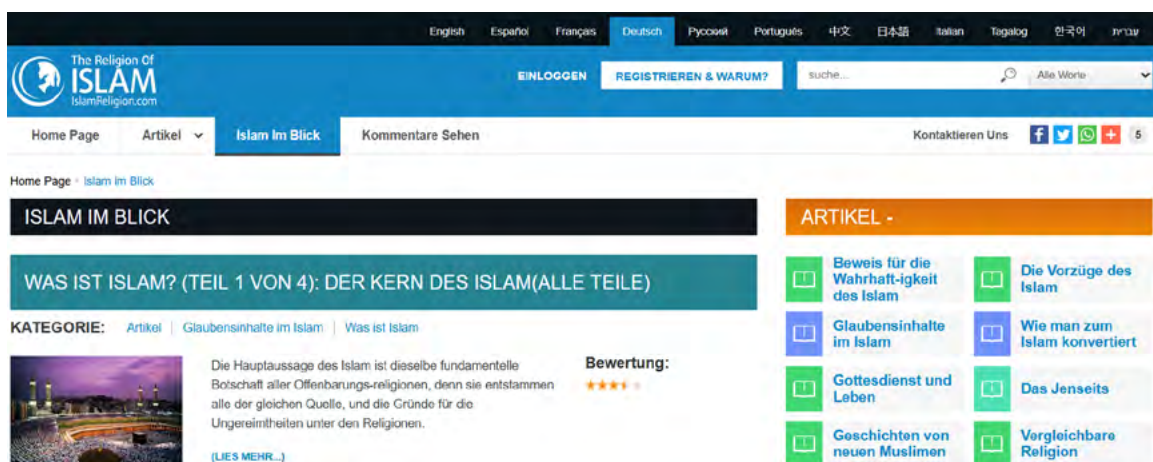 English Español Français Deutsch Русский Português 中文 日本語 Italian Tagalog 한국어 עברית
The Religion Of
ISLAM
IslamReligion.com
EINLOGGEN REGISTRIEREN & WARUM? suche... Alle Worte
Home Page Artikel Islam Im Blick Kommentare Sehen Kontaktieren Uns 5
Home Page Islam im Blick
ISLAM IM BLICK
WAS IST ISLAM? (TEIL 1 VON 4): DER KERN DES ISLAM(ALLE TEILE)
KATEGORIE: Artikel | Glaubensinhalte im Islam | Was ist Islam
Die Hauptaussage des Islam ist dieselbe fundamentelle
Botschaft aller Offenbarungs-religionen, denn sie entstammen
alle der gleichen Quelle, und die Gründe für die
Ungereimtheiten unter den Religionen.
(LIES MEHR...)
Bewertung:
ARTIKEL -
Beweis für die
Wahrhaft-igkeit
des Islam
Die Vorzüge des
Islam
Glaubensinhalte
im Islam
Wie man zum
Islam konvertiert
Gottesdienst und
Leben
Das Jenseits
Geschichten von
neuen Muslimen
Vergleichbare
Religion